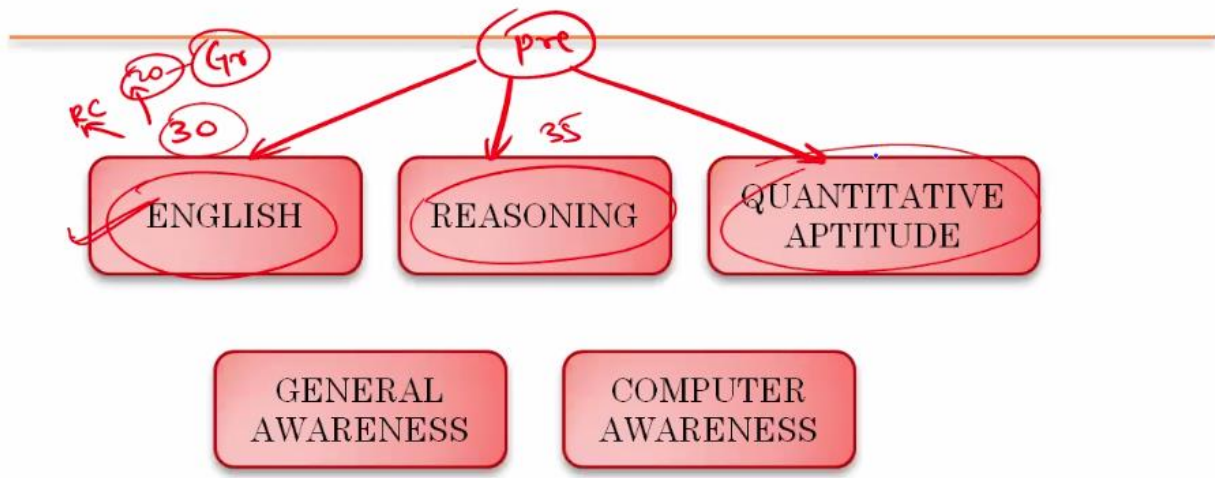 pre
20 Gr
RC
30
35
ENGLISH
REASONING
QUANTITATIVE
APTITUDE
GENERAL
AWARENESS
COMPUTER
AWARENESS